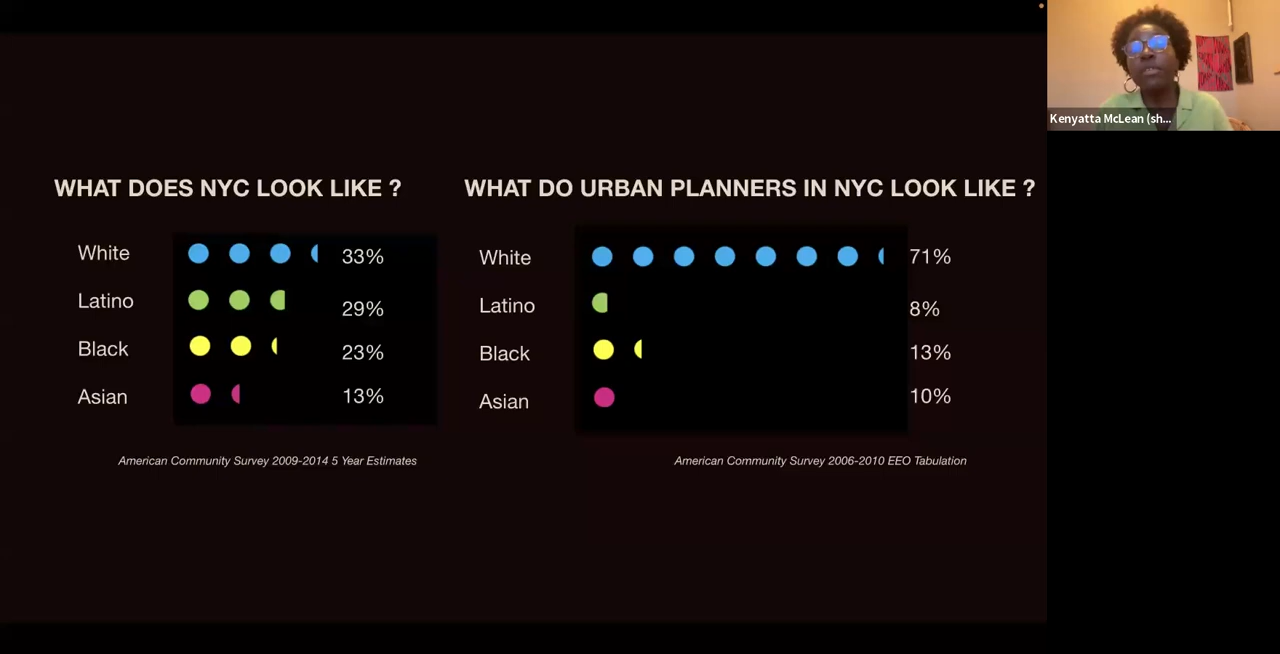 WHAT DOES NYC LOOK LIKE ?
White 33%
Latino 29%
Black 23%
Asian 13%
American Community Survey 2009-2014 5 Year Estimates
WHAT DO URBAN PLANNERS IN NYC LOOK LIKE ?
White 71%
Latino 8%
Black 13%
Asian 10%
American Community Survey 2006-2010 EEO Tabulation
Kenyatta McLean (sh...